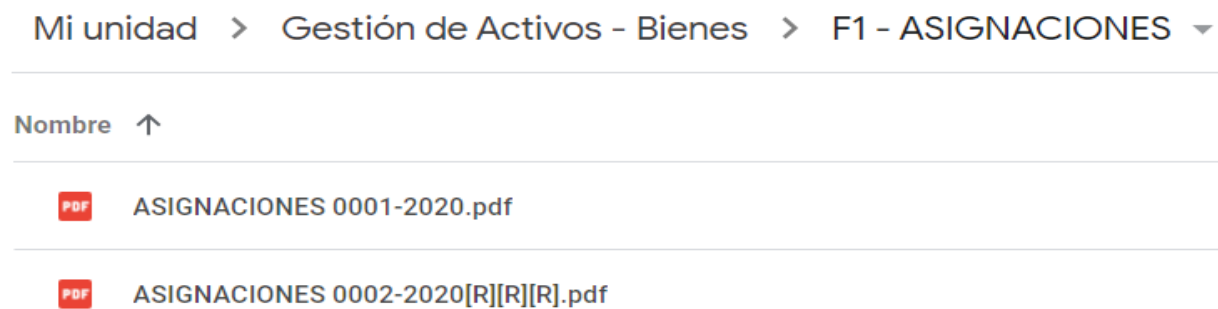 Mi unidad > Gestión de Activos - Bienes > F1 - ASIGNACIONES
Nombre ↑
PDF ASIGNACIONES 0001-2020.pdf
PDF ASIGNACIONES 0002-2020[R][R][R].pdf